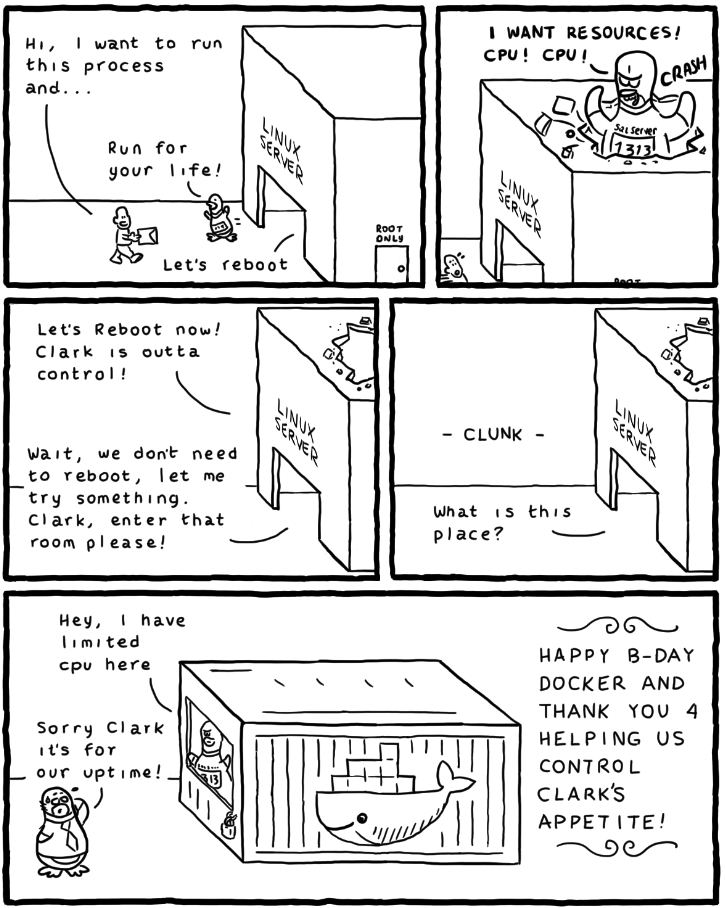 Hi, I want to run
this process
and...
Run for
your life!
LINUX
SERVER
Let's reboot
ROOT
ONLY
I WANT RESOURCES!
CPU! CPU!
CRASH
SQL Server
1313
LINUX
SERVER
ROOT
Let's Reboot now!
Clark is outta
control!
LINUX
SERVER
Wait, we don't need
to reboot, let me
try something.
Clark, enter that
room please!
- CLUNK -
LINUX
SERVER
What is this
place?
Hey, I have
limited
cpu here
Sorry Clark
it's for
our uptime!
313
HAPPY B-DAY
DOCKER AND
THANK YOU 4
HELPING US
CONTROL
CLARK'S
APPETITE!